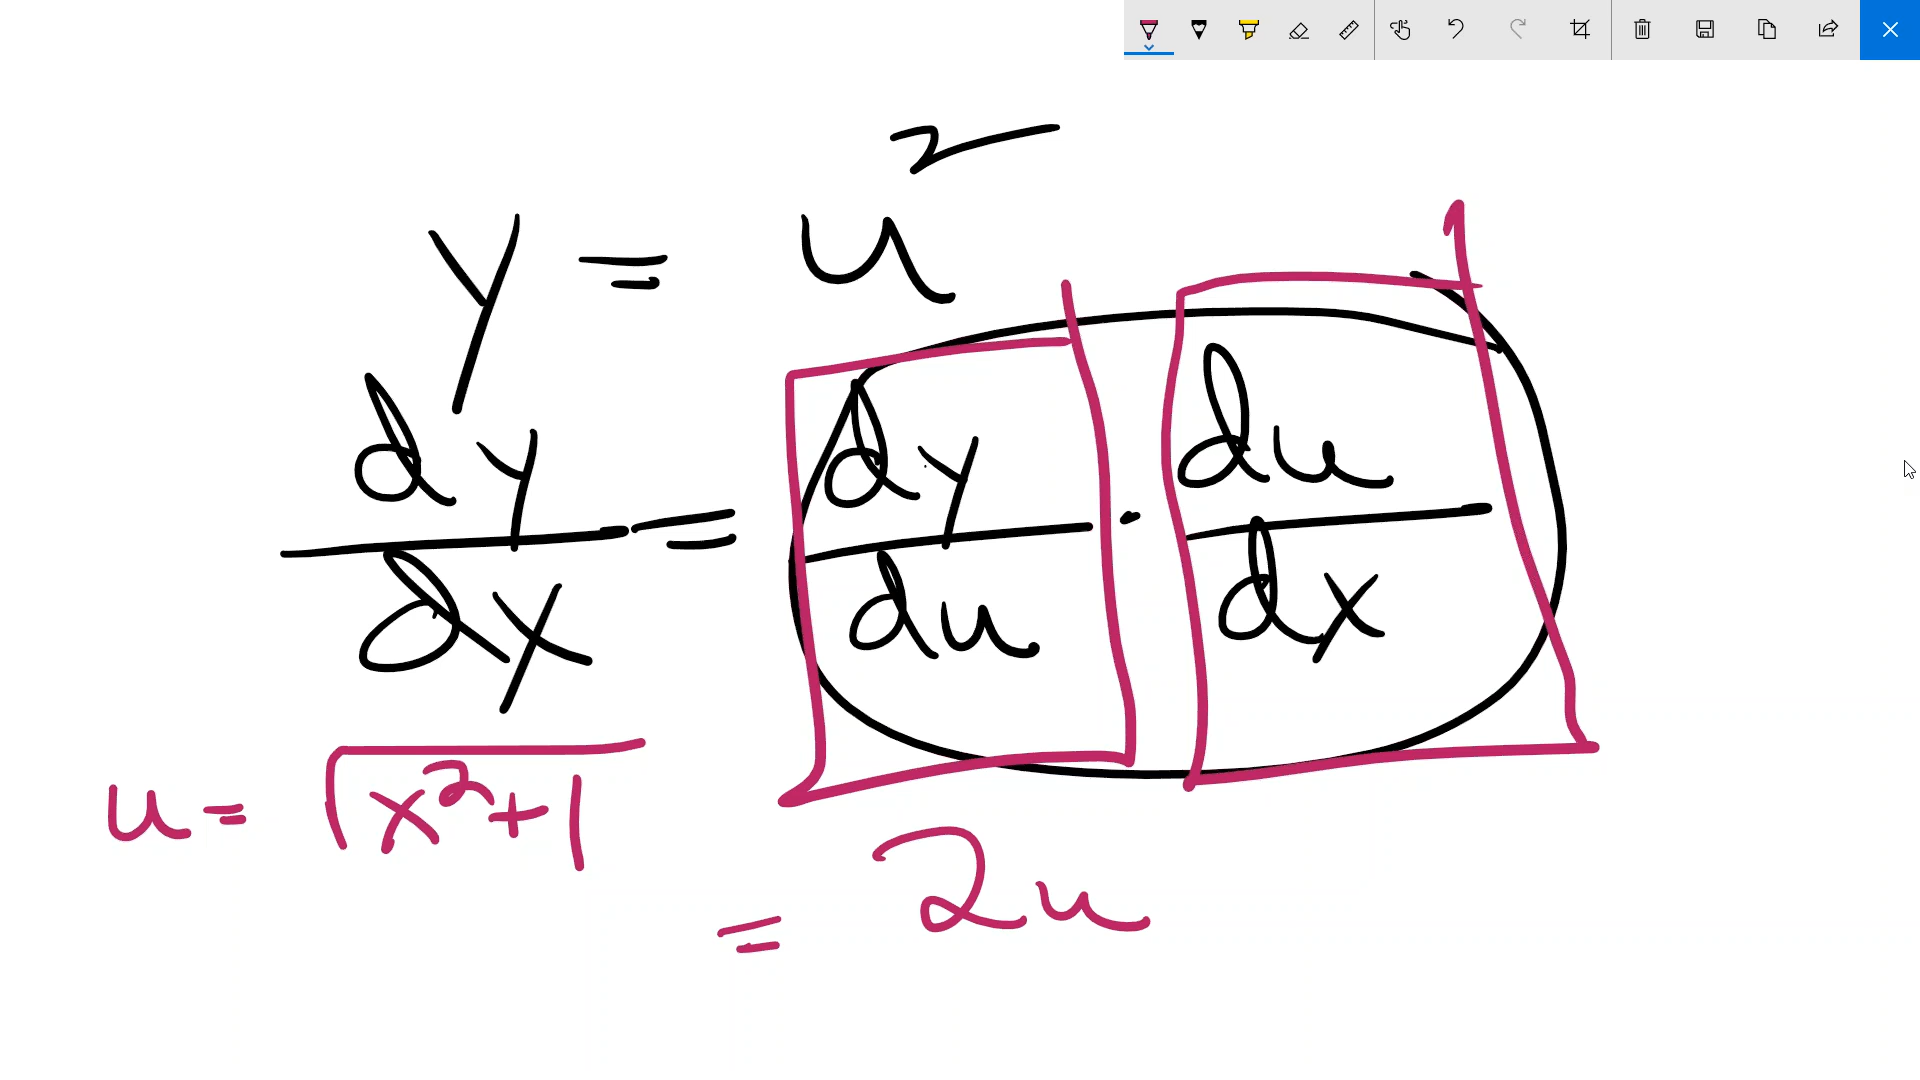 y = u²
dy/dx = dy/du · du/dx
u = √x²+1
= 2u